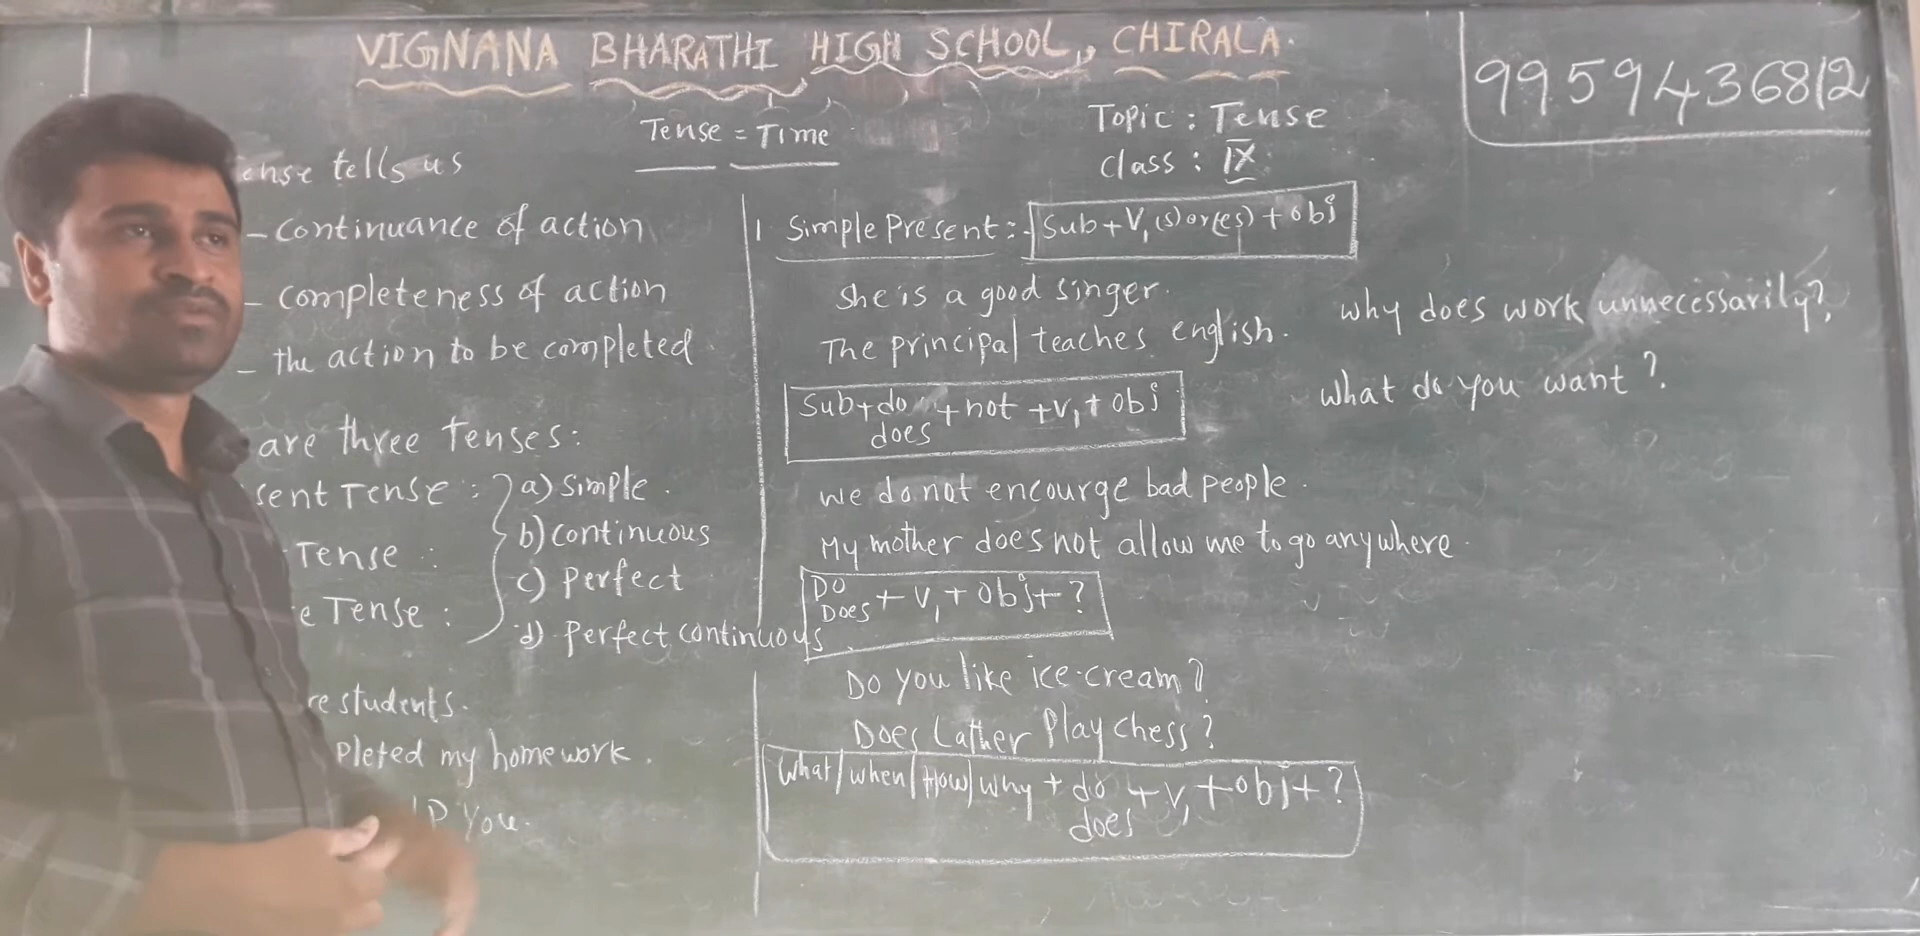 VIGNANA BHARATHI HIGH SCHOOL, CHIRALA.
9959436812
Tense = Time
Topic : Tense
Class : IX
ense tells us
- continuance of action
- completeness of action
- the action to be completed
are three Tenses:
sent Tense : a) simple.
Tense : b) continuous
c) perfect
e Tense :
d) perfect continuous
re students.
pleted my homework.
P you.
1 Simple Present :- Sub + V1 (s) or (es) + obj
She is a good singer.
The principal teaches english.
Sub + do + not + V1 + obj
does
we do not encourge bad people.
My mother does not allow me to go anywhere.
Do
Does + V1 + obj + ?
Do you like ice-cream?
Does Father Play chess?
What / when / How / why + do + V1 + obj + ?
does
why does work unnecessarily?
what do you want ?